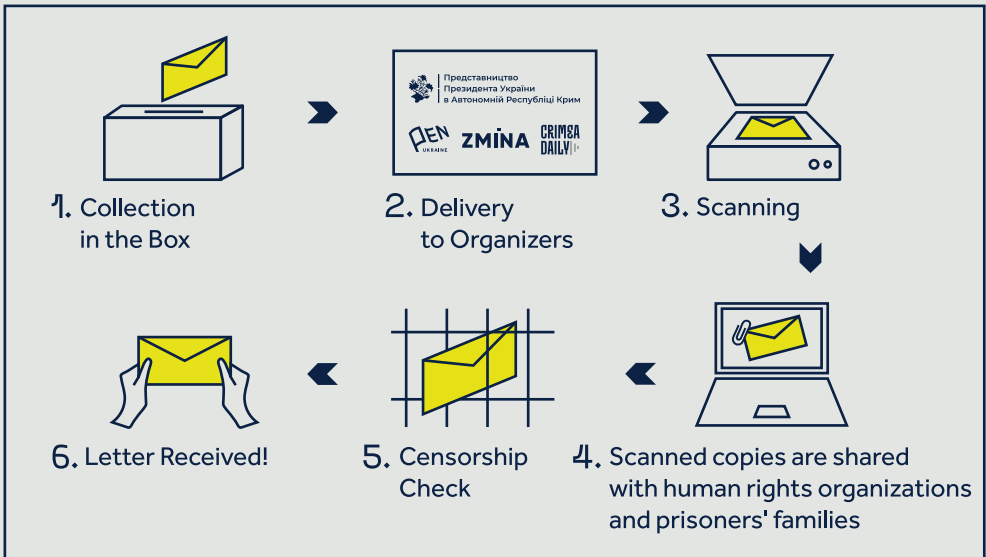 Представництво
Президента України
в Автономній Республіці Крим
PEN
UKRAINE
ZMINA
CRIMEA
DAILY
1. Collection
in the Box
2. Delivery
to Organizers
3. Scanning
6. Letter Received!
5. Censorship
Check
4. Scanned copies are shared
with human rights organizations
and prisoners' families